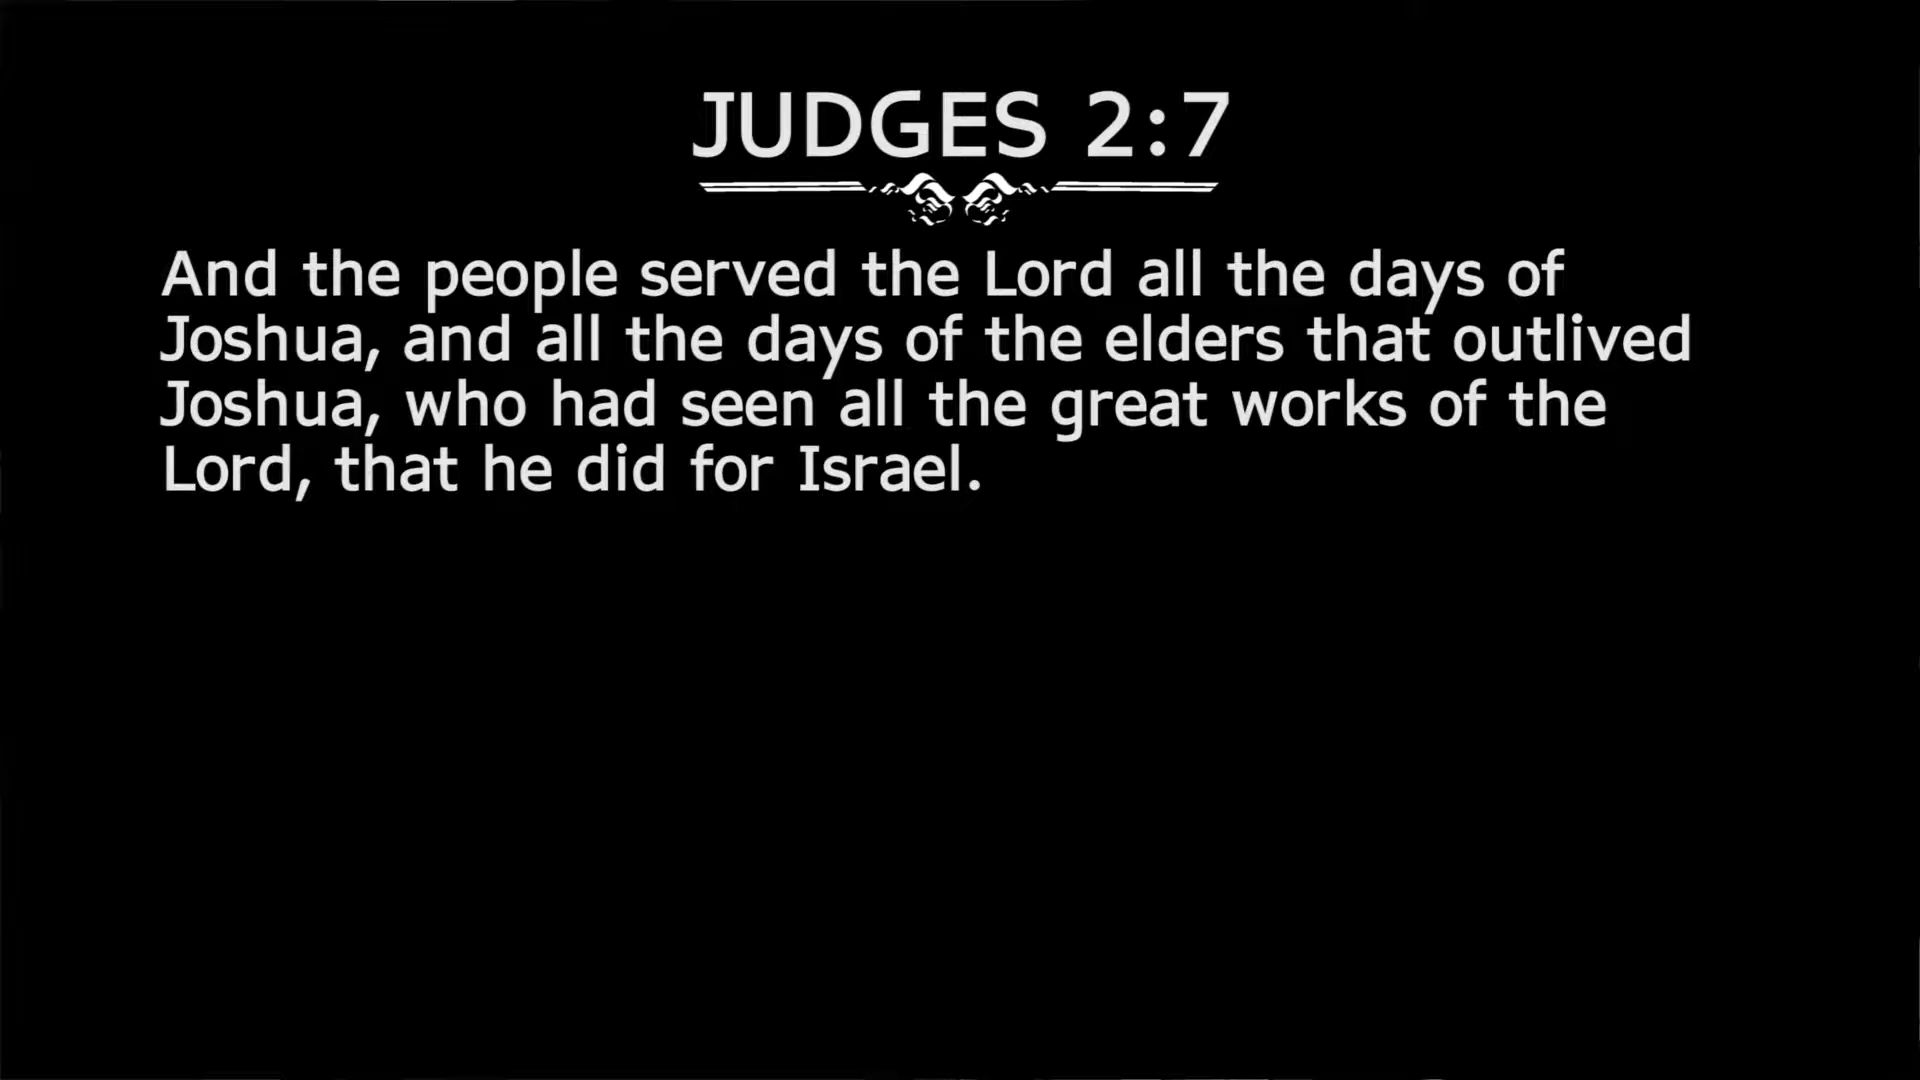 JUDGES 2:7
And the people served the Lord all the days of
Joshua, and all the days of the elders that outlived
Joshua, who had seen all the great works of the
Lord, that he did for Israel.